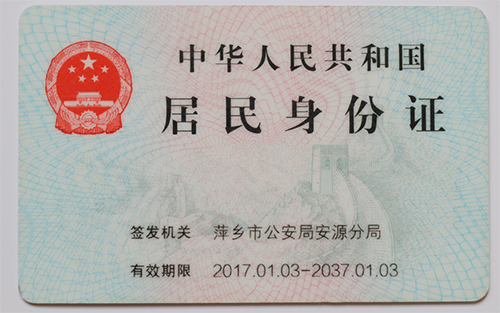 中华人民共和国
居民身份证
签发机关 萍乡市公安局安源分局
有效期限 2017.01.03-2037.01.03